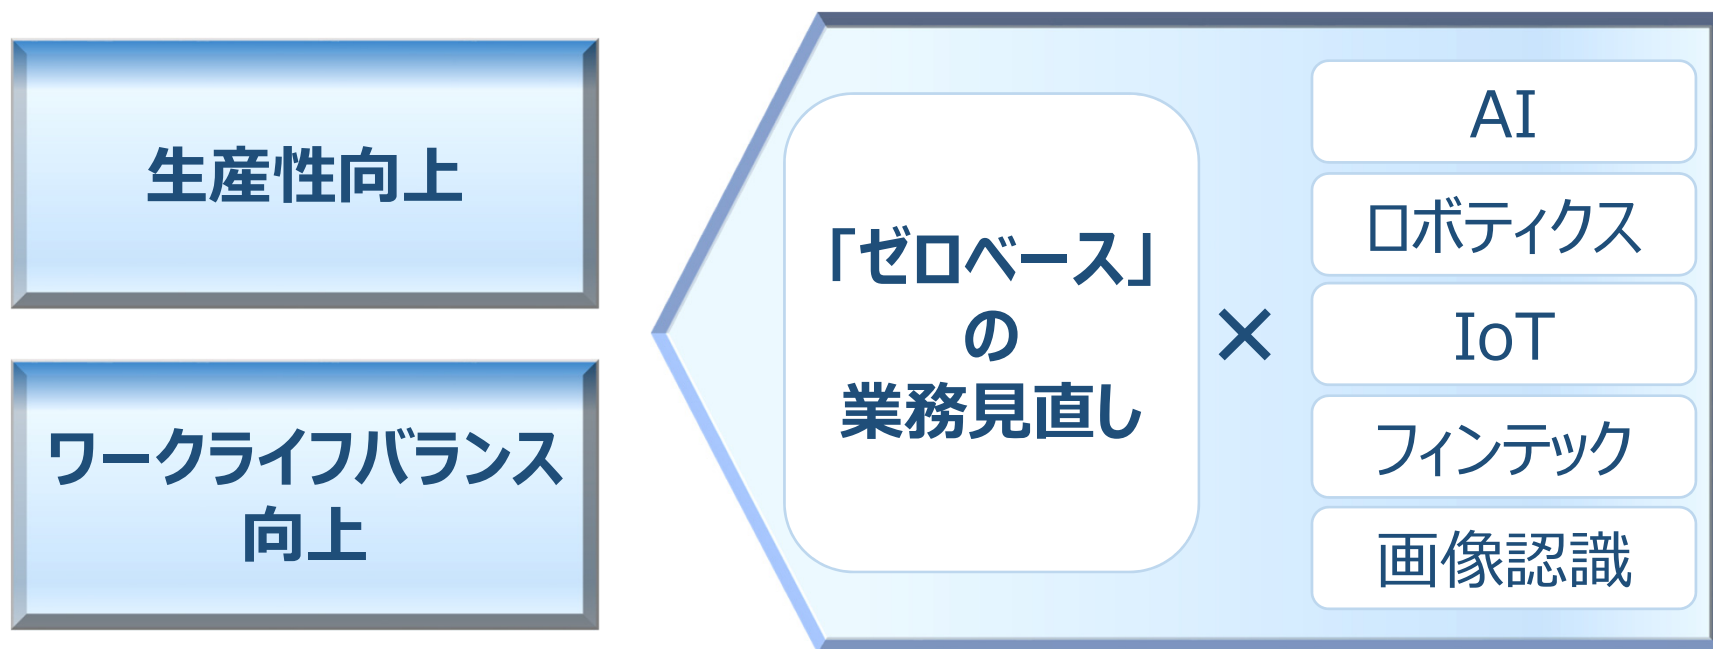 生産性向上
ワークライフバランス
向上
「ゼロベース」
の
業務見直し
×
AI
ロボティクス
IoT
フィンテック
画像認識